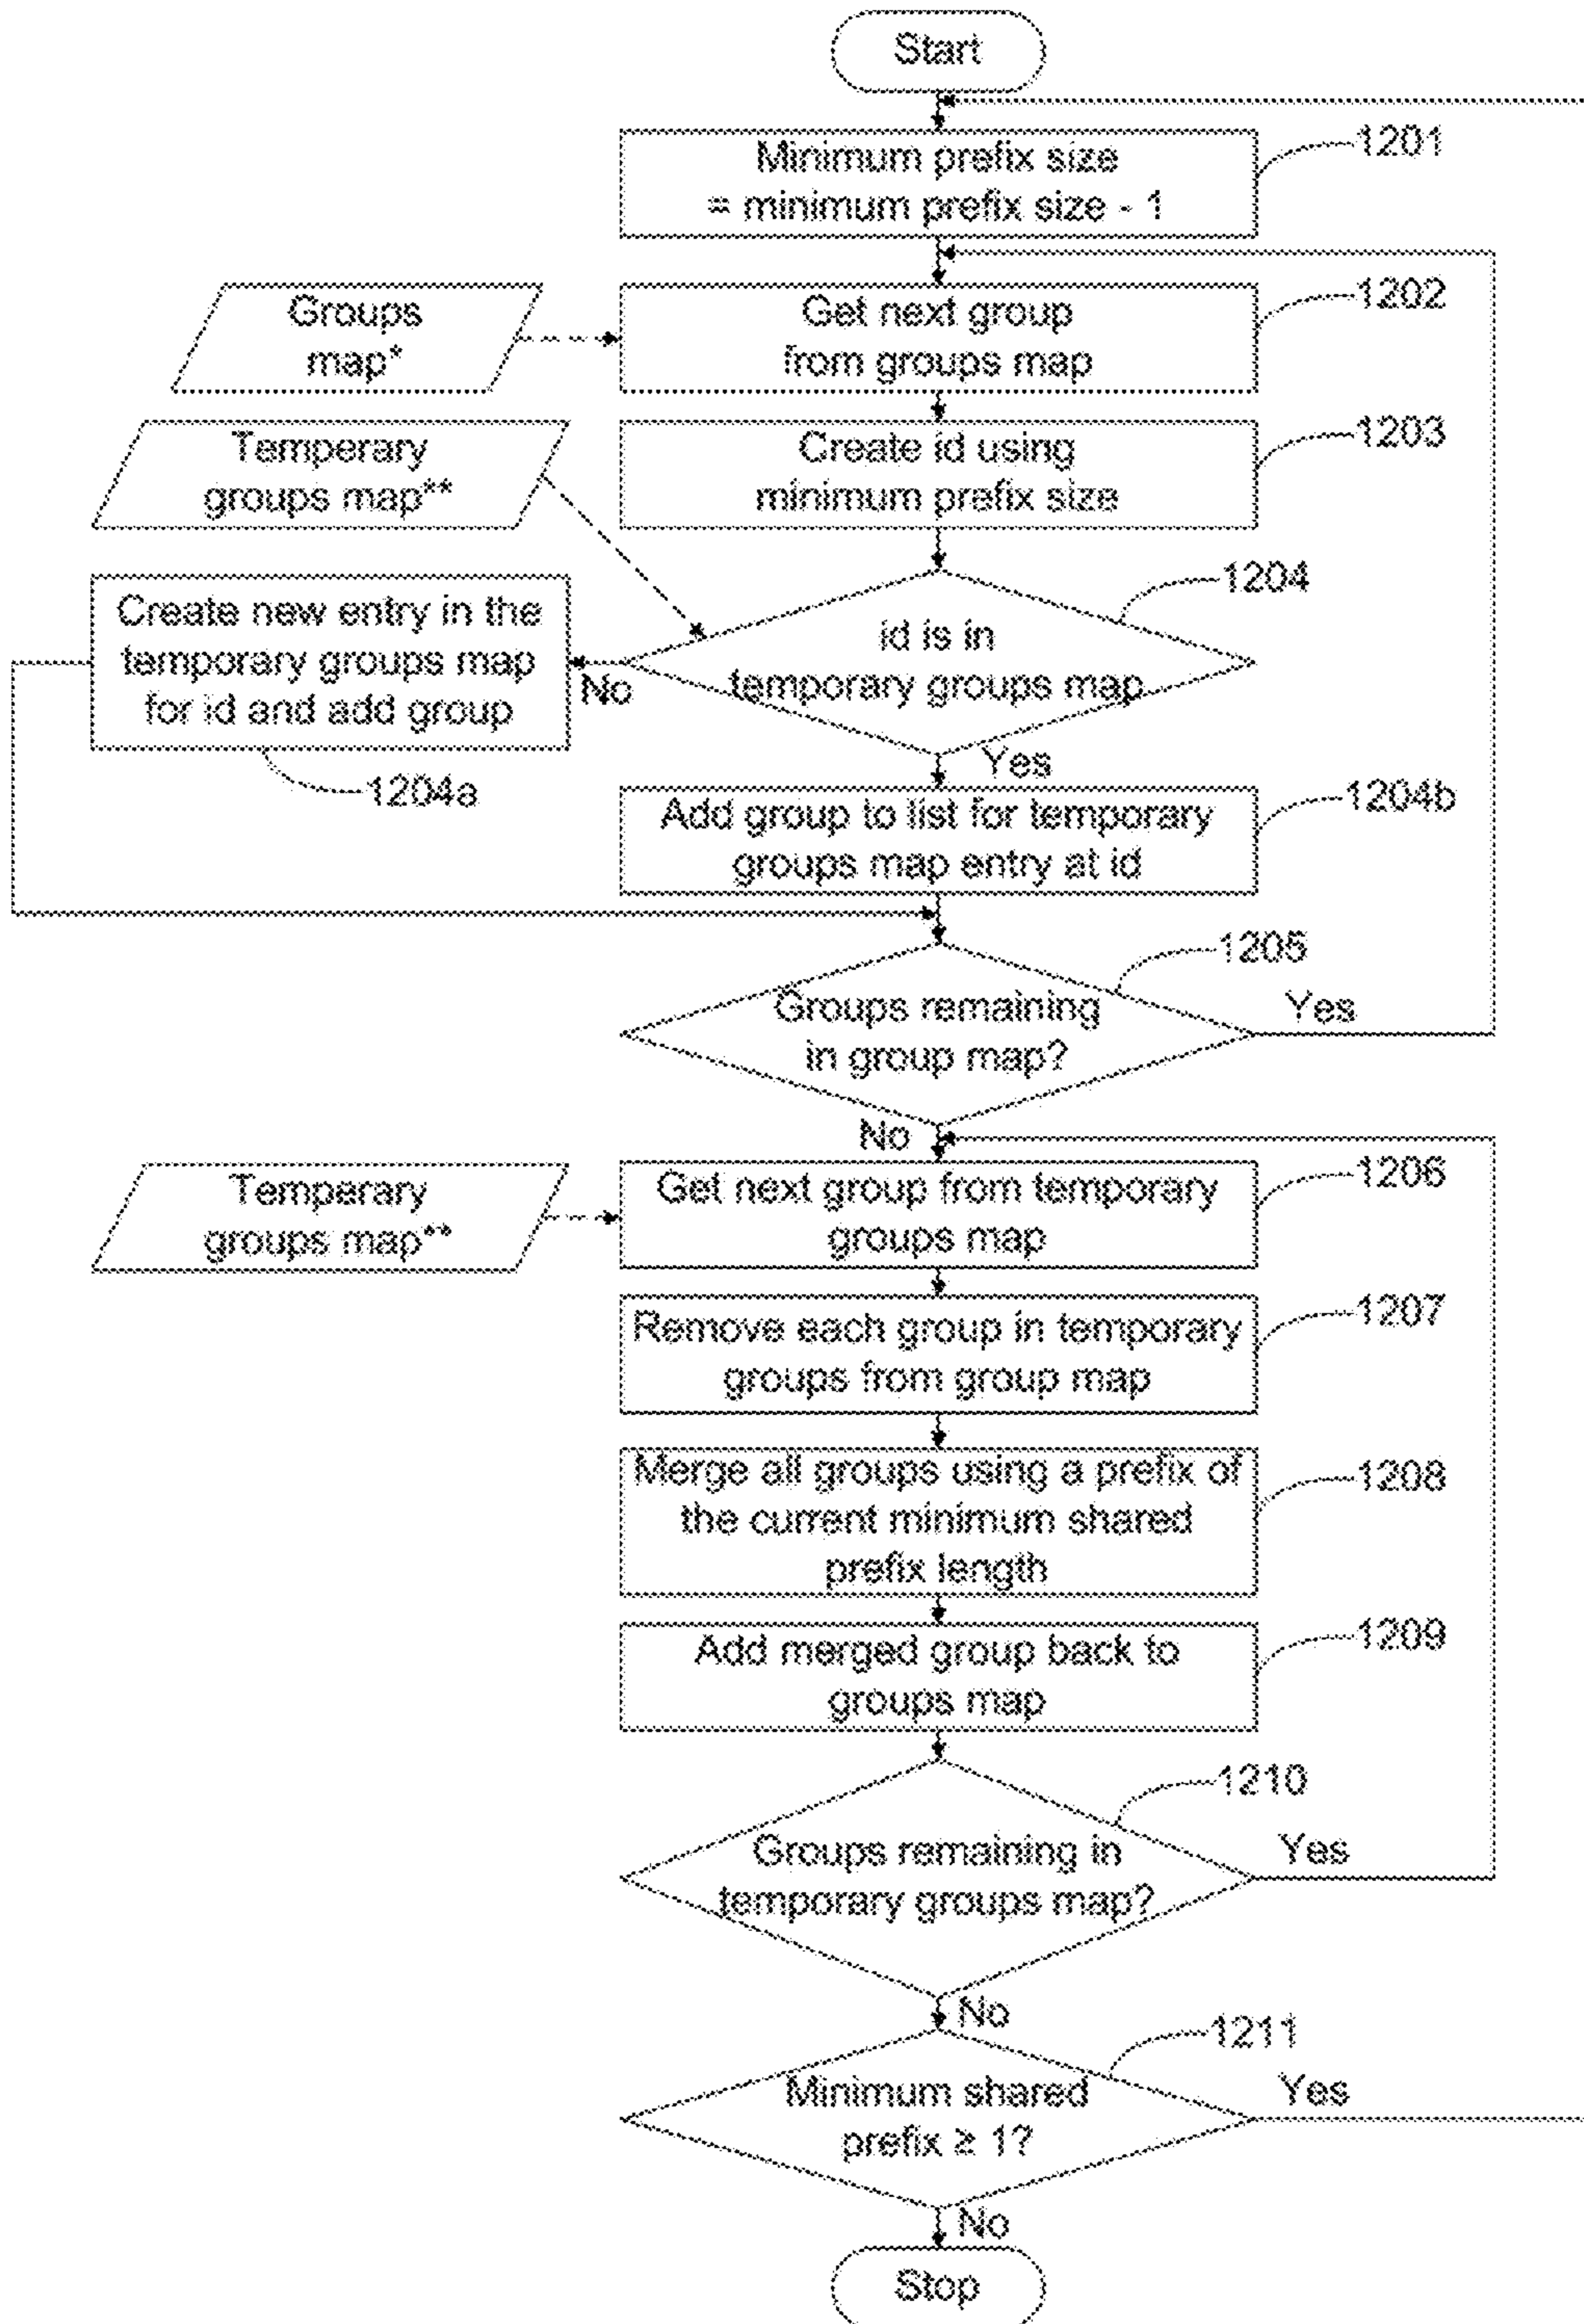 Start
Minimum prefix size
= minimum prefix size - 1
1201
Groups
map*
Get next group
from groups map
1202
Temperary
groups map**
Create id using
minimum prefix size
1203
Create new entry in the
temporary groups map
for id and add group
1204a
id is in
temporary groups map
1204
No
Yes
Add group to list for temporary
groups map entry at id
1204b
Groups remaining
in group map?
1205
Yes
No
Temperary
groups map**
Get next group from temporary
groups map
1206
Remove each group in temporary
groups from group map
1207
Merge all groups using a prefix of
the current minimum shared
prefix length
1208
Add merged group back to
groups map
1209
Groups remaining in
temporary groups map?
1210
Yes
No
Minimum shared
prefix ≥ 1?
1211
Yes
No
Stop